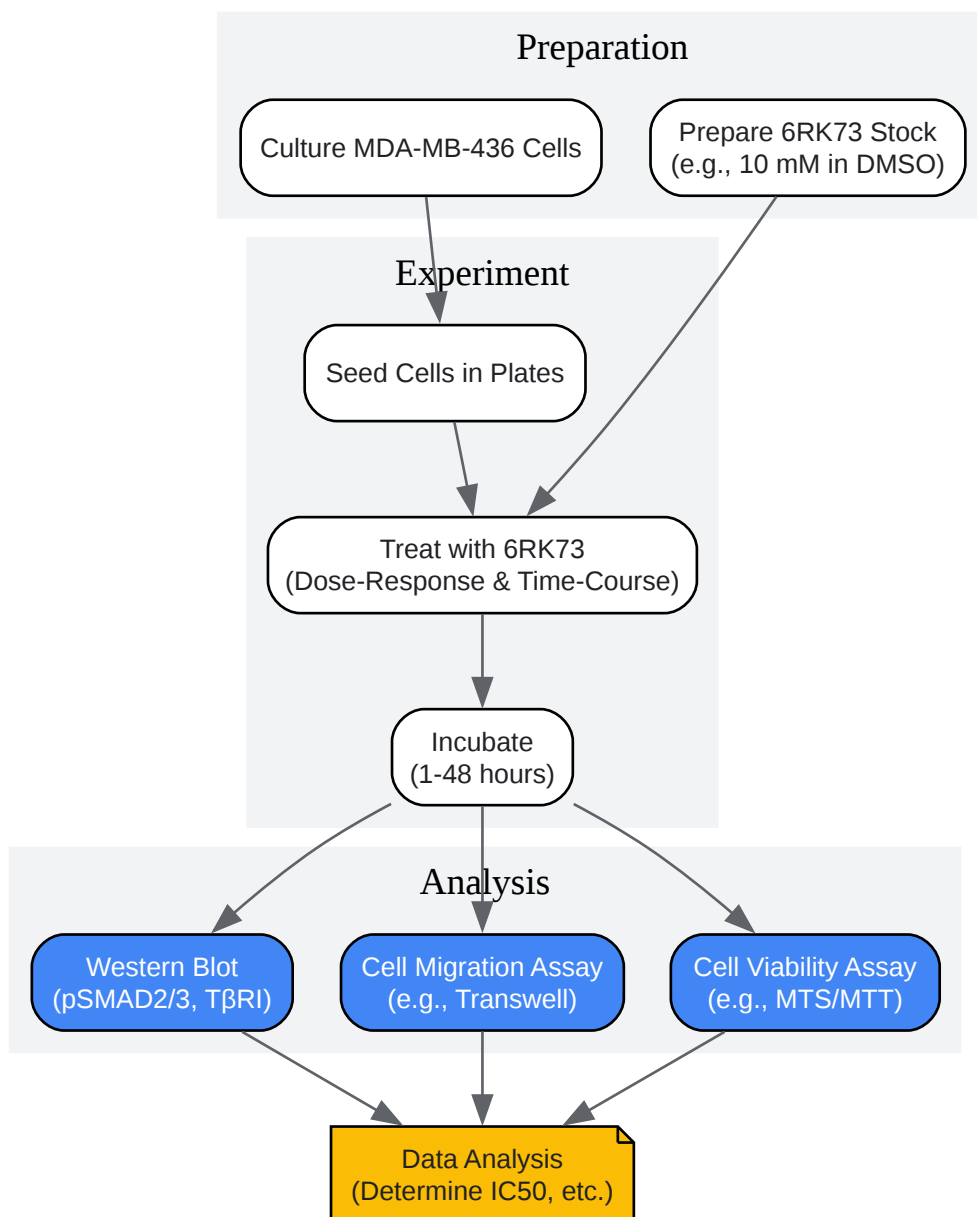 Preparation
Culture MDA-MB-436 Cells
Prepare 6RK73 Stock
(e.g., 10 mM in DMSO)
Experiment
Seed Cells in Plates
Treat with 6RK73
(Dose-Response & Time-Course)
Incubate
(1-48 hours)
Analysis
Western Blot
(pSMAD2/3, TβRI)
Cell Migration Assay
(e.g., Transwell)
Cell Viability Assay
(e.g., MTS/MTT)
Data Analysis
(Determine IC50, etc.)